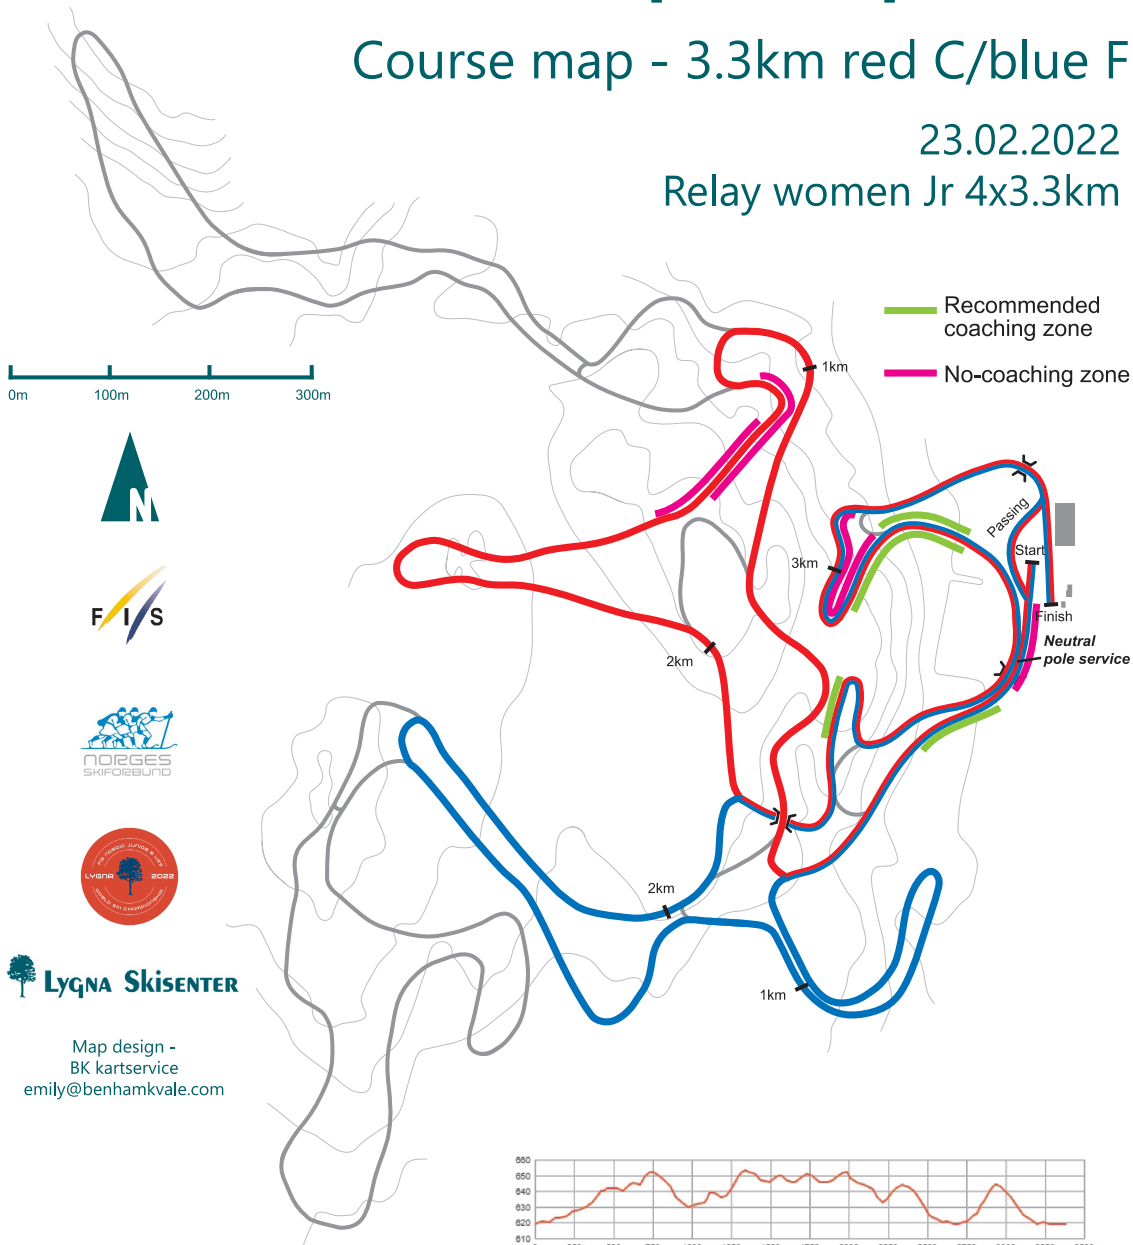 Course map - 3.3km red C/blue F
23.02.2022
Relay women Jr 4x3.3km
Recommended
coaching zone
No-coaching zone
0m
100m
200m
300m
1km
Passing
Start
3km
Finish
Neutral
pole service
2km
2km
1km
N
F I S
NORGES
SKIFORBUND
LYGNA 2022
Lygna Skisenter
Map design -
BK kartservice
emily@benhamkvale.com
660
650
640
630
620
610